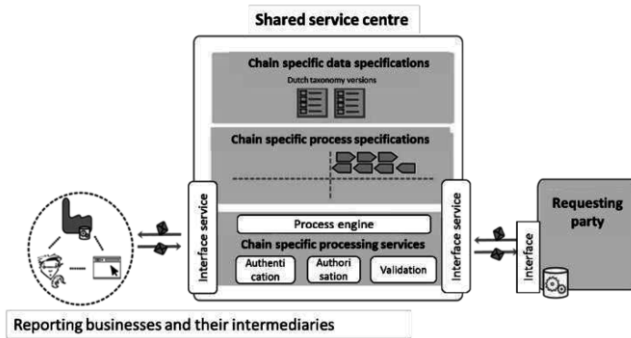 Shared service centre
Chain specific data specifications
Dutch taxonomy versions
Chain specific process specifications
Interface service
Process engine
Chain specific processing services
Authenti
cation
Authori
sation
Validation
Interface service
Interface
Requesting
party
Reporting businesses and their intermediaries